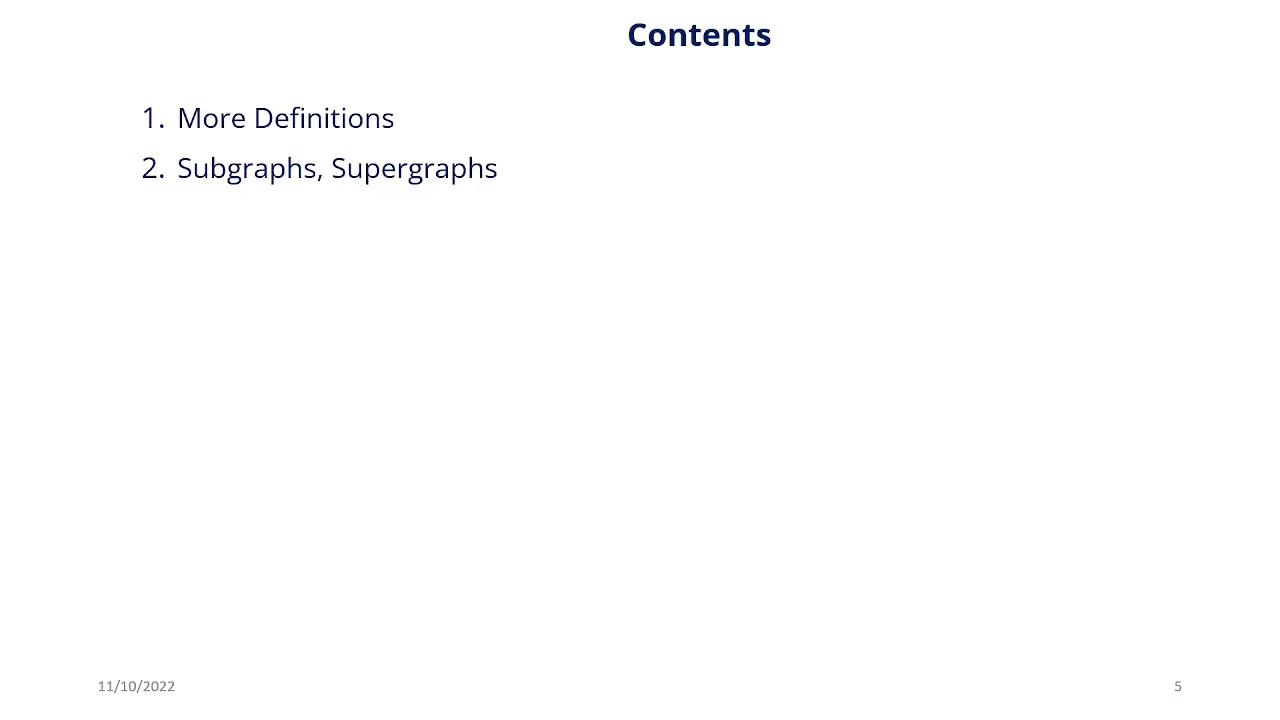 Contents
1. More Definitions
2. Subgraphs, Supergraphs
11/10/2022
5